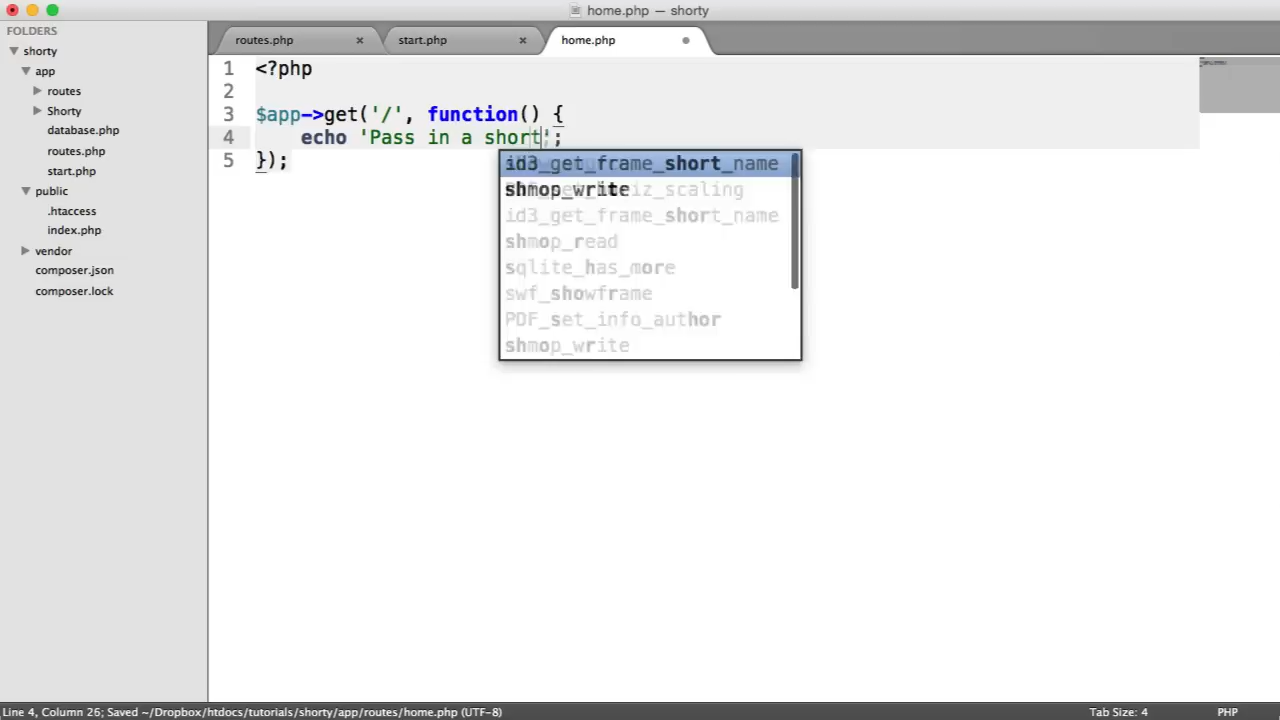 home.php — shorty
FOLDERS
shorty
app
routes
Shorty
database.php
routes.php
start.php
public
.htaccess
index.php
vendor
composer.json
composer.lock
routes.php × start.php × home.php
1 <?php
2
3 $app->get('/', function() {
4 echo 'Pass in a short';
5 });
id3_get_frame_short_name
shmop_write
id3_get_frame_short_name
shmop_read
sqlite_has_more
swf_showframe
PDF_set_info_author
shmop_write
Line 4, Column 26; Saved ~/Dropbox/htdocs/tutorials/shorty/app/routes/home.php (UTF-8) Tab Size: 4 PHP